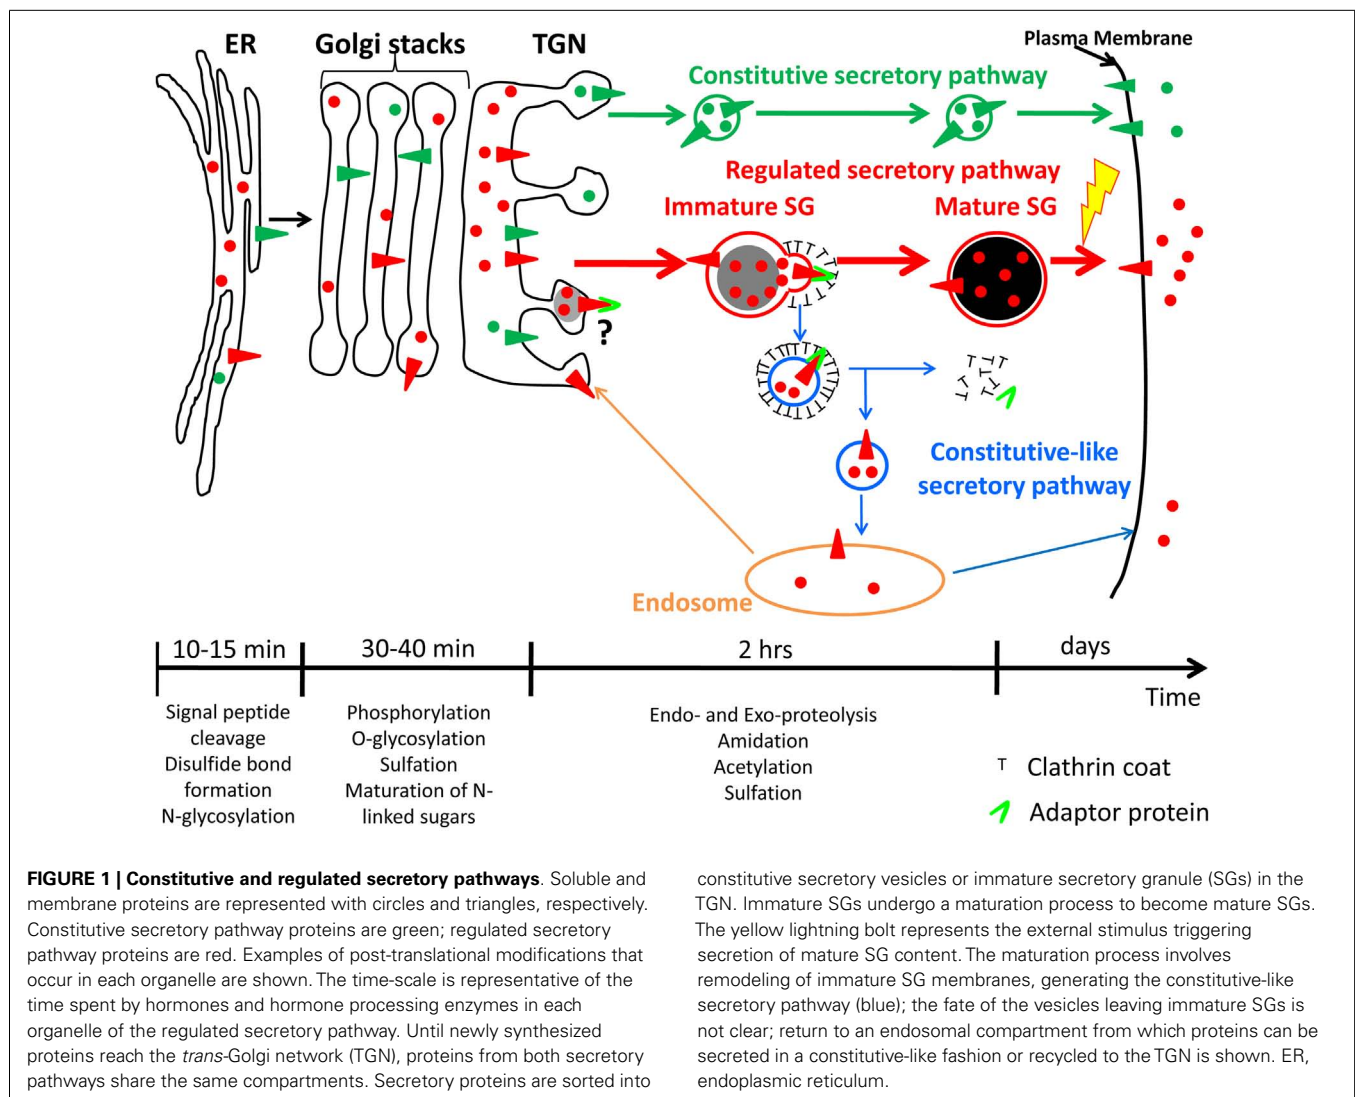 ER
Golgi stacks
TGN
Plasma Membrane
Constitutive secretory pathway
Regulated secretory pathway
Immature SG
Mature SG
?
Constitutive-like
secretory pathway
Endosome
10-15 min
30-40 min
2 hrs
days
Time
Signal peptide
cleavage
Disulfide bond
formation
N-glycosylation
Phosphorylation
O-glycosylation
Sulfation
Maturation of N-
linked sugars
Endo- and Exo-proteolysis
Amidation
Acetylation
Sulfation
T Clathrin coat
Adaptor protein
FIGURE 1 | Constitutive and regulated secretory pathways. Soluble and
membrane proteins are represented with circles and triangles, respectively.
Constitutive secretory pathway proteins are green; regulated secretory
pathway proteins are red. Examples of post-translational modifications that
occur in each organelle are shown. The time-scale is representative of the
time spent by hormones and hormone processing enzymes in each
organelle of the regulated secretory pathway. Until newly synthesized
proteins reach the trans-Golgi network (TGN), proteins from both secretory
pathways share the same compartments. Secretory proteins are sorted into
constitutive secretory vesicles or immature secretory granule (SGs) in the
TGN. Immature SGs undergo a maturation process to become mature SGs.
The yellow lightning bolt represents the external stimulus triggering
secretion of mature SG content. The maturation process involves
remodeling of immature SG membranes, generating the constitutive-like
secretory pathway (blue); the fate of the vesicles leaving immature SGs is
not clear; return to an endosomal compartment from which proteins can be
secreted in a constitutive-like fashion or recycled to the TGN is shown. ER,
endoplasmic reticulum.